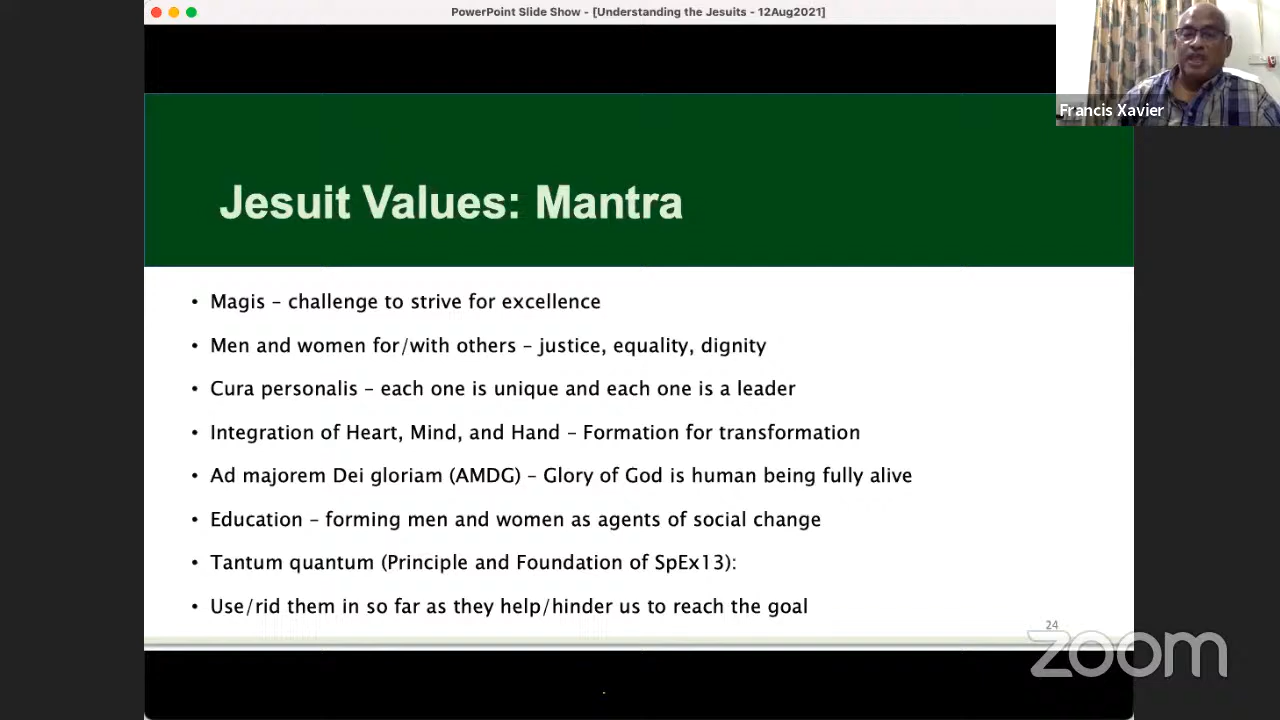 PowerPoint Slide Show - [Understanding the Jesuits - 12Aug2021]
Francis Xavier
Jesuit Values: Mantra
• Magis – challenge to strive for excellence
• Men and women for/with others – justice, equality, dignity
• Cura personalis – each one is unique and each one is a leader
• Integration of Heart, Mind, and Hand – Formation for transformation
• Ad majorem Dei gloriam (AMDG) – Glory of God is human being fully alive
• Education – forming men and women as agents of social change
• Tantum quantum (Principle and Foundation of SpEx13):
• Use/rid them in so far as they help/hinder us to reach the goal
24
zoom